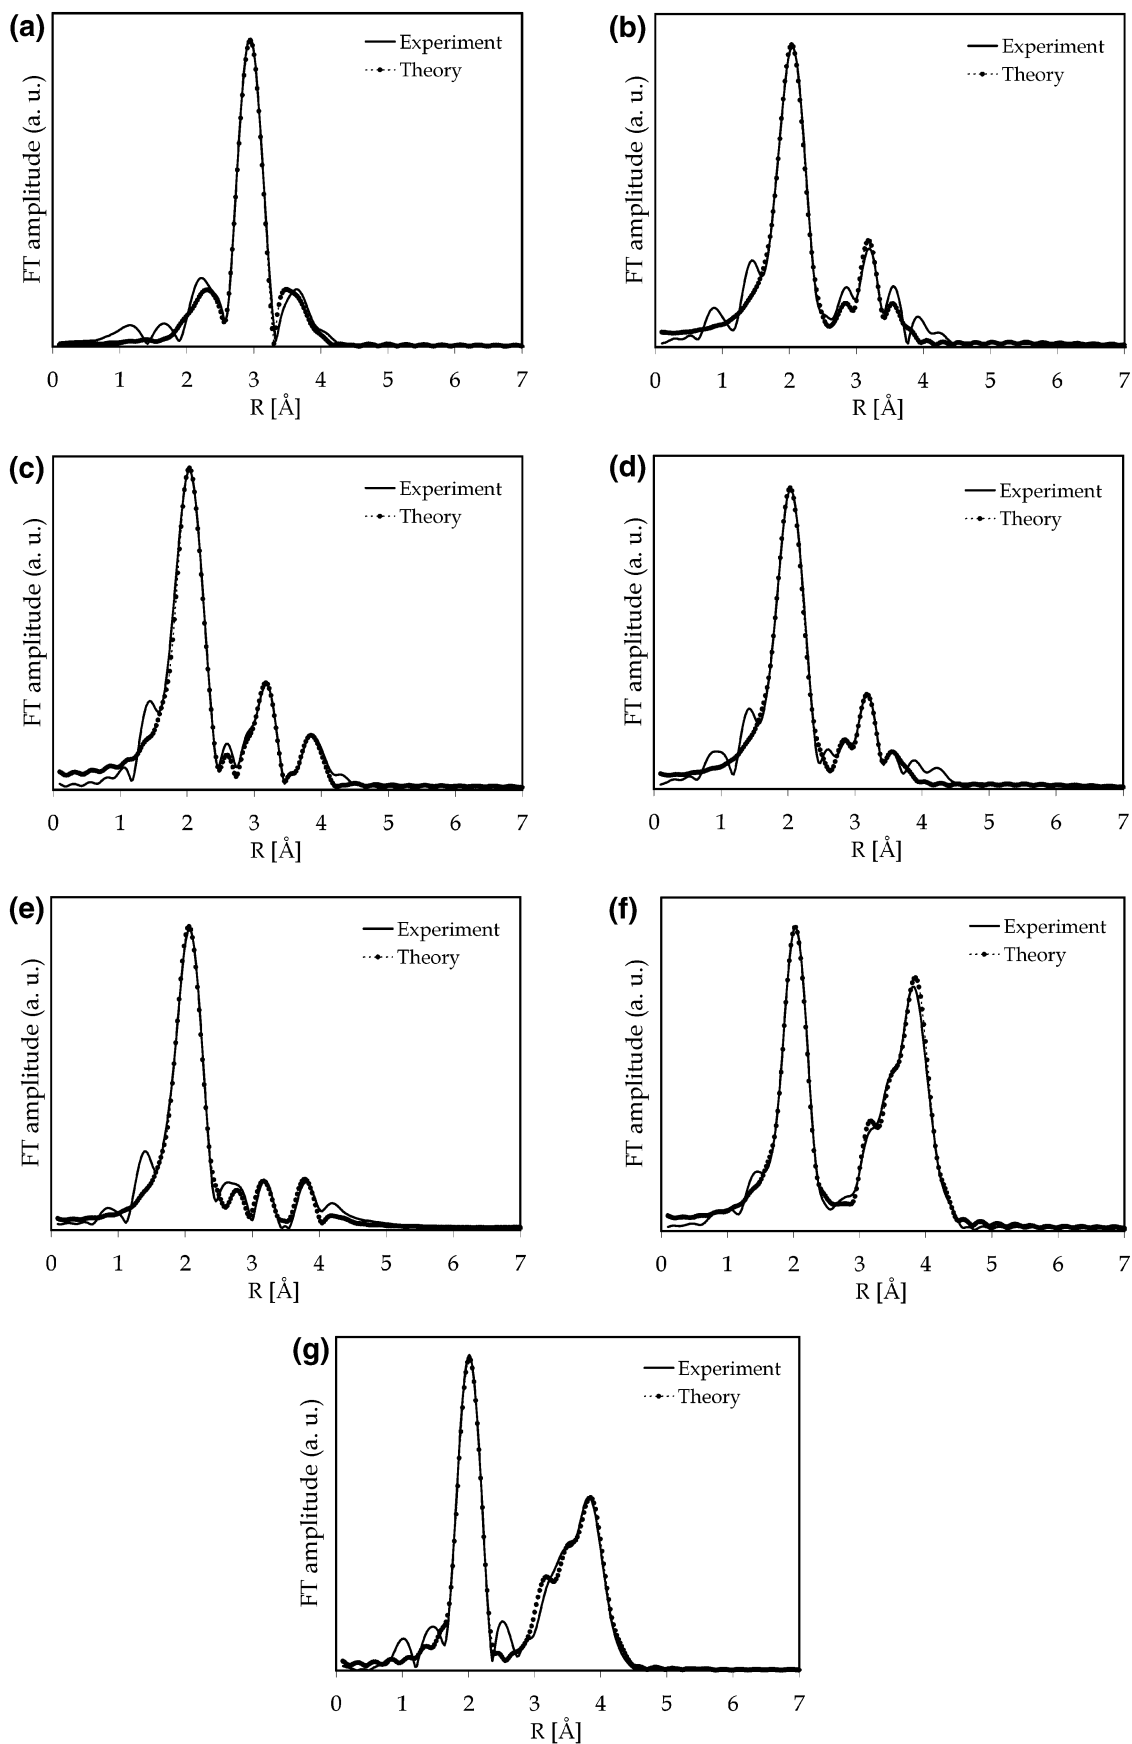 (a)
Experiment
Theory
FT amplitude (a. u.)
0 1 2 3 4 5 6 7
R [Å]
(b)
Experiment
Theory
FT amplitude (a. u.)
0 1 2 3 4 5 6 7
R [Å]
(c)
Experiment
Theory
FT amplitude (a. u.)
0 1 2 3 4 5 6 7
R [Å]
(d)
Experiment
Theory
FT amplitude (a. u.)
0 1 2 3 4 5 6 7
R [Å]
(e)
Experiment
Theory
FT amplitude (a. u.)
0 1 2 3 4 5 6 7
R [Å]
(f)
Experiment
Theory
FT amplitude (a. u.)
0 1 2 3 4 5 6 7
R [Å]
(g)
Experiment
Theory
FT amplitude (a. u.)
0 1 2 3 4 5 6 7
R [Å]